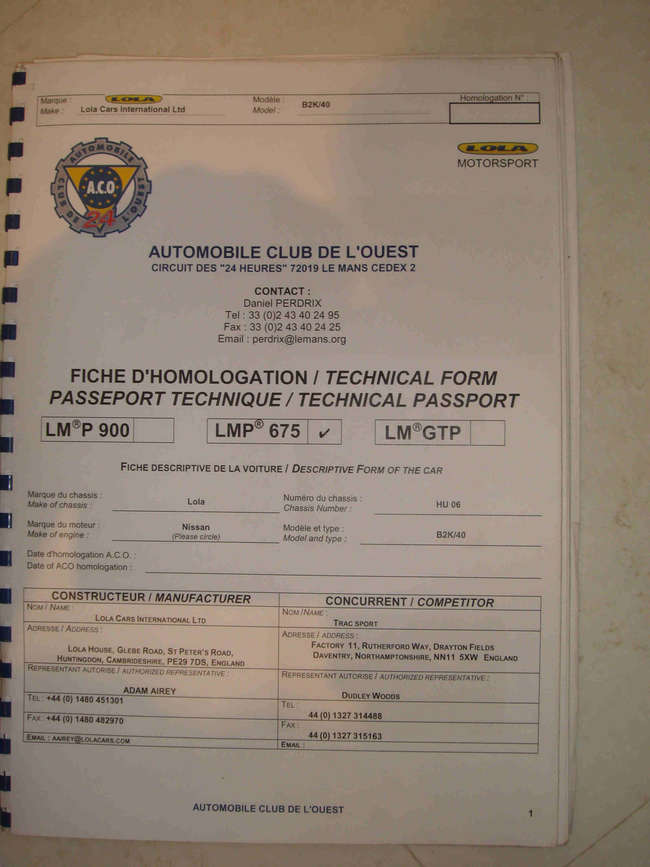 Marque : LOLA Modèle : B2K/40 Homologation N° :
Make : Lola Cars International Ltd Model :
LOLA
MOTORSPORT
AUTOMOBILE CLUB DE L'OUEST
A.C.O
24
AUTOMOBILE CLUB DE L'OUEST
CIRCUIT DES "24 HEURES" 72019 LE MANS CEDEX 2
CONTACT :
Daniel PERDRIX
Tel : 33 (0)2 43 40 24 95
Fax : 33 (0)2 43 40 24 25
Email : perdrix@lemans.org
FICHE D'HOMOLOGATION / TECHNICAL FORM
PASSEPORT TECHNIQUE / TECHNICAL PASSPORT
LM®P 900 LMP® 675 ✓ LM®GTP
FICHE DESCRIPTIVE DE LA VOITURE / DESCRIPTIVE FORM OF THE CAR
Marque du chassis : Lola Numéro du chassis : HU 06
Make of chassis : Chassis Number :
Marque du moteur : Nissan Modèle et type : B2K/40
Make of engine : (Please circle) Model and type :
Date d'homologation A.C.O. :
Date of ACO homologation :
CONSTRUCTEUR / MANUFACTURER CONCURRENT / COMPETITOR
NOM / NAME : NOM /NAME :
LOLA CARS INTERNATIONAL LTD TRAC SPORT
ADRESSE / ADDRESS : ADRESSE / ADDRESS :
LOLA HOUSE, GLEBE ROAD, ST PETER'S ROAD, FACTORY 11, RUTHERFORD WAY, DRAYTON FIELDS
HUNTINGDON, CAMBRIDESHIRE, PE29 7DS, ENGLAND DAVENTRY, NORTHAMPTONSHIRE, NN11 5XW ENGLAND
REPRESENTANT AUTORISE / AUTHORIZED REPRESENTATIVE : REPRESENTANT AUTORISE / AUTHORIZED REPRESENTATIVE :
ADAM AIREY DUDLEY WOODS
TEL : +44 (0) 1480 451301 TEL :
44 (0) 1327 314488
FAX : +44 (0) 1480 482970 FAX :
44 (0) 1327 315163
EMAIL : AAIREY@LOLACARS.COM EMAIL :
AUTOMOBILE CLUB DE L'OUEST 1